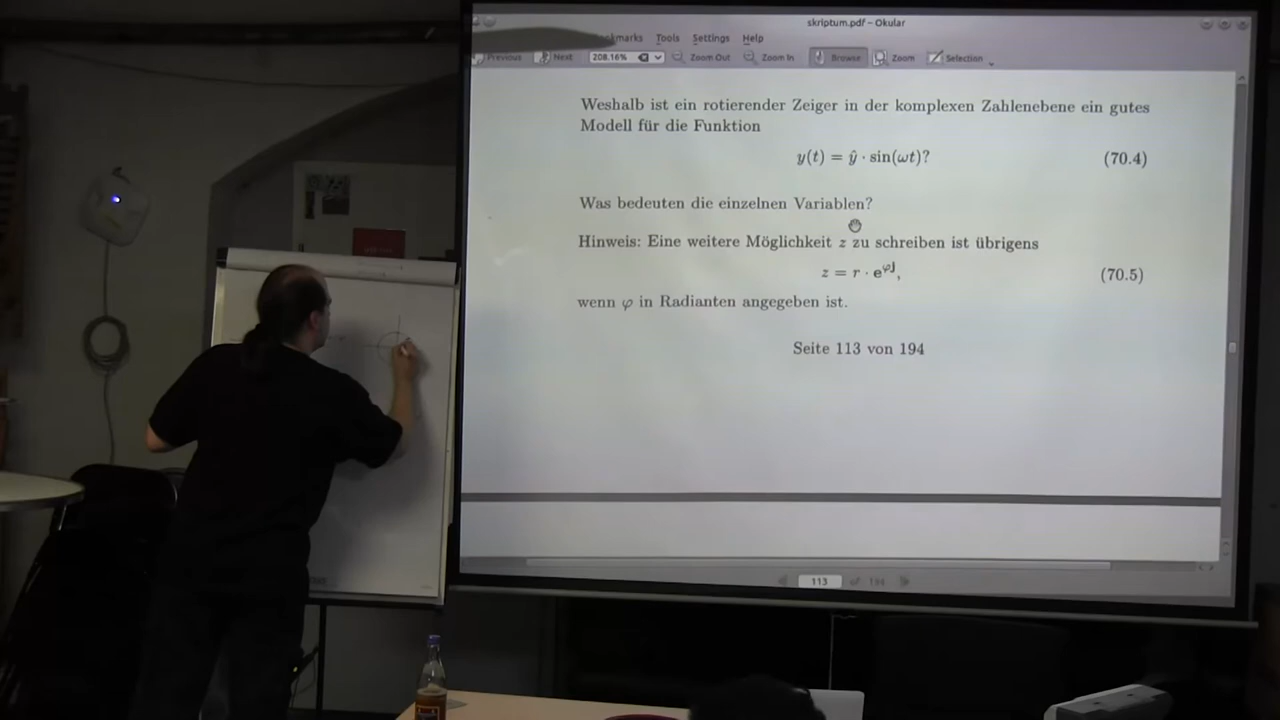 skriptum.pdf – Okular
Tools Settings Help
Previous Next 208.16% Zoom Out Zoom In Browse Zoom Selection
Weshalb ist ein rotierender Zeiger in der komplexen Zahlenebene ein gutes
Modell für die Funktion
y(t) = ŷ · sin(ωt)? (70.4)
Was bedeuten die einzelnen Variablen?
Hinweis: Eine weitere Möglichkeit z zu schreiben ist übrigens
z = r · e^{φj}, (70.5)
wenn φ in Radianten angegeben ist.
Seite 113 von 194
113 of 194